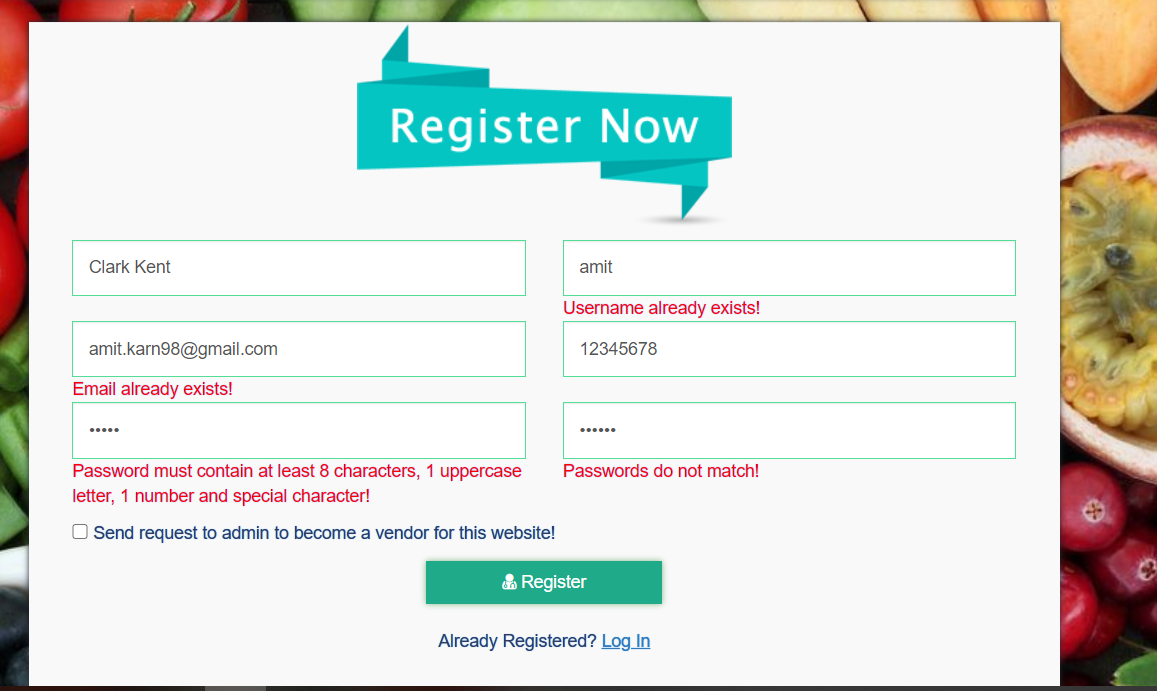 Register Now
Clark Kent
amit
Username already exists!
amit.karn98@gmail.com
12345678
Email already exists!
•••••
••••••
Password must contain at least 8 characters, 1 uppercase
letter, 1 number and special character!
Passwords do not match!
Send request to admin to become a vendor for this website!
Register
Already Registered? Log In